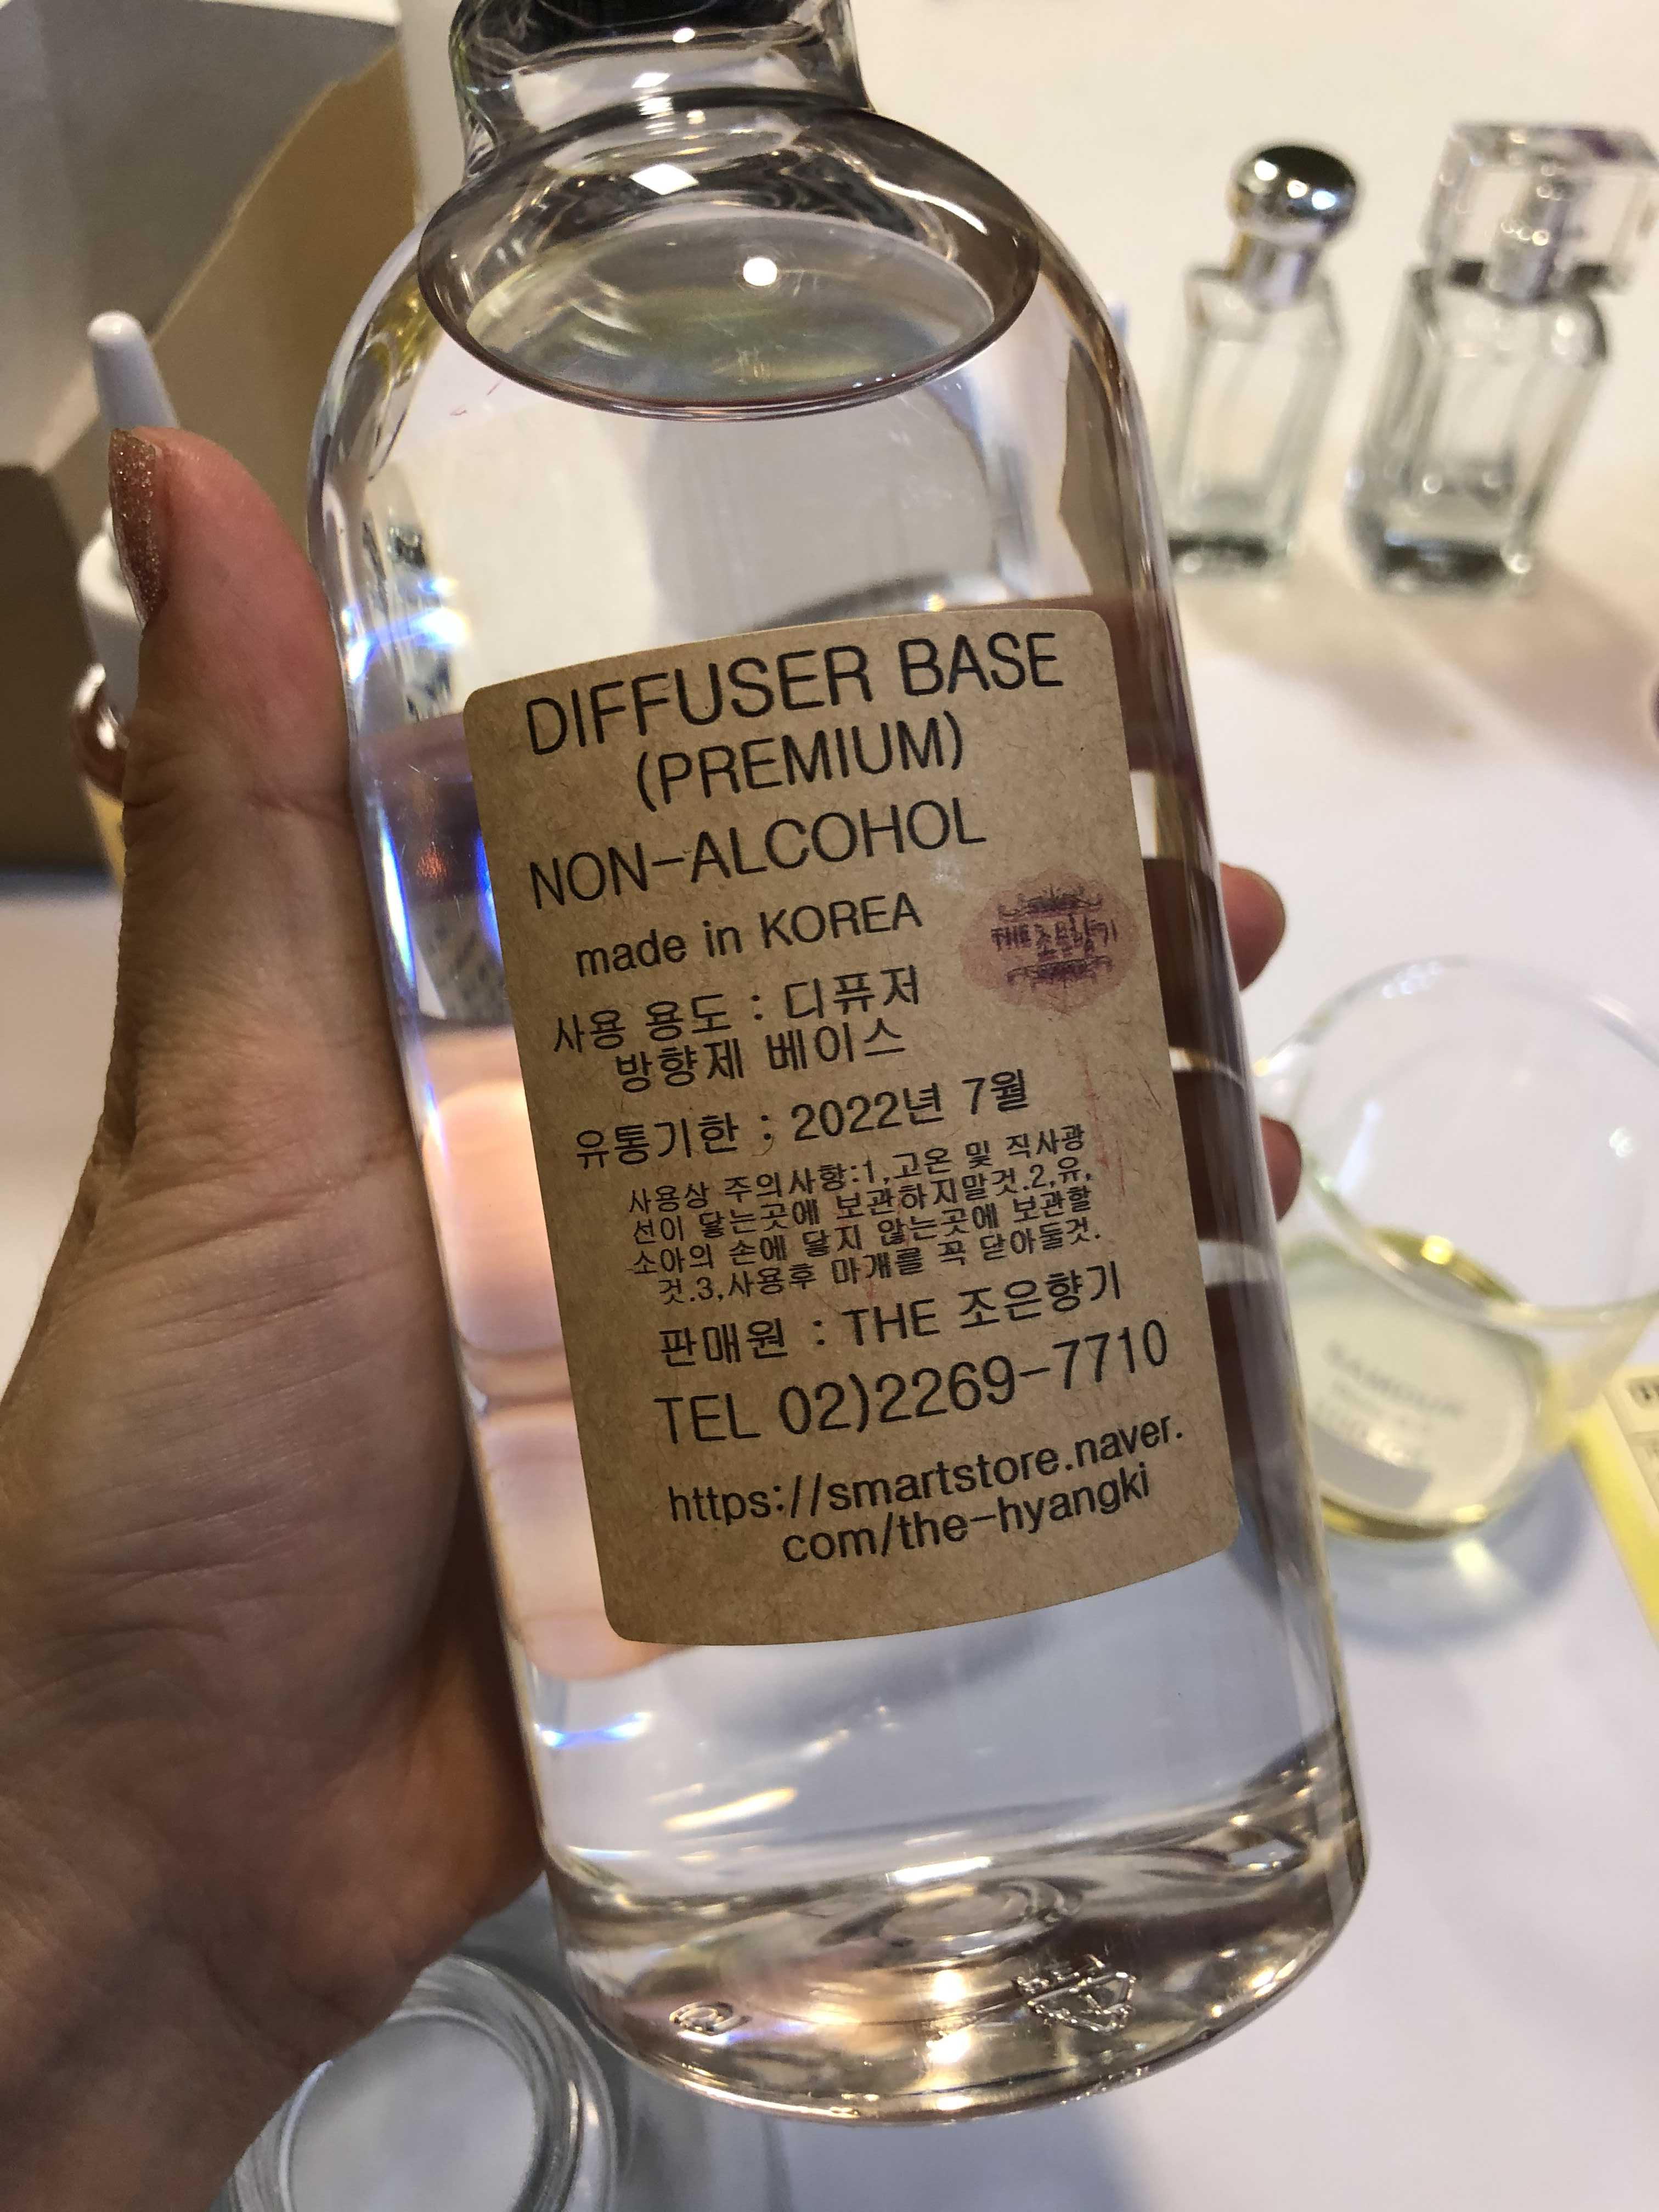 DIFFUSER BASE
(PREMIUM)
NON-ALCOHOL
made in KOREA
THE 조은향기
사용 용도 : 디퓨저
방향제 베이스
유통기한 : 2022년 7월
사용상 주의사항:1,고온 및 직사광
선이 닿는곳에 보관하지말것.2,유,
소아의 손에 닿지 않는곳에 보관할
것.3,사용후 마개를 꼭 닫아둘것.
판매원 : THE 조은향기
TEL 02)2269-7710
https://smartstore.naver.
com/the-hyangki